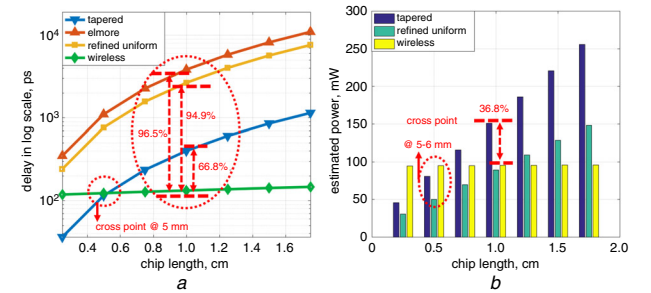 tapered
elmore
refined uniform
wireless
10^4
10^3
10^2
delay in log scale, ps
96.5%
94.9%
66.8%
cross point @ 5 mm
0.4
0.6
0.8
1.0
1.2
1.4
1.6
chip length, cm
a
tapered
refined uniform
wireless
300
250
200
150
100
50
0
estimated power, mW
36.8%
cross point
@ 5-6 mm
0
0.5
1.0
1.5
2.0
chip length, cm
b